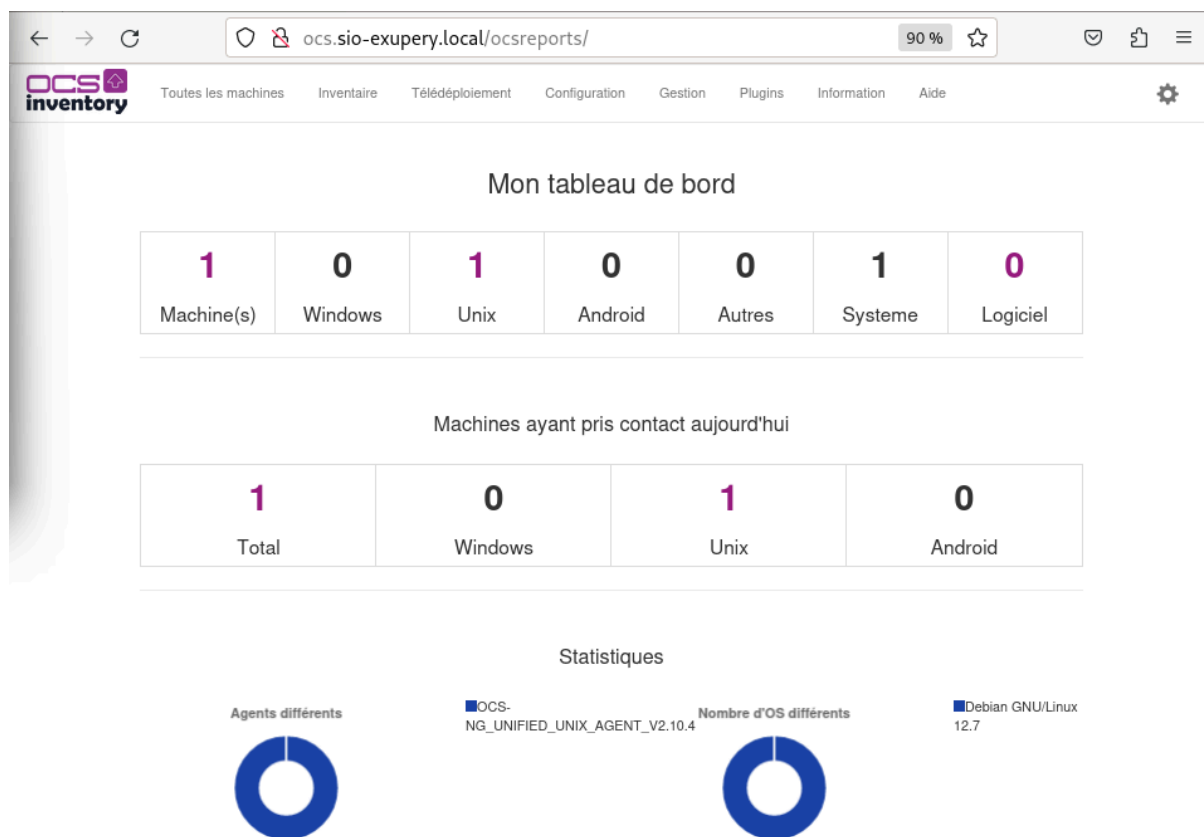 ocs.sio-exupery.local/ocsreports/ 90 %
OCS inventory Toutes les machines Inventaire Télédéploiement Configuration Gestion Plugins Information Aide
Mon tableau de bord
1 0 1 0 0 1 0
Machine(s) Windows Unix Android Autres Systeme Logiciel
Machines ayant pris contact aujourd'hui
1 0 1 0
Total Windows Unix Android
Statistiques
Agents différents
OCS-
NG_UNIFIED_UNIX_AGENT_V2.10.4
Nombre d'OS différents
Debian GNU/Linux
12.7